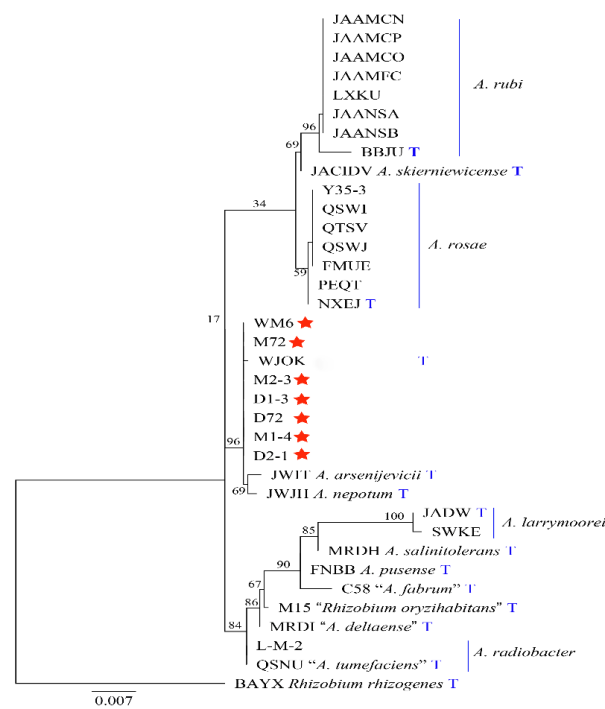 JAAMCN
JAAMCP
JAAMCO
JAAMFC
A. rubi
LXKU
JAANSA
96
JAANSB
69
BBJU T
JACIDV A. skierniewicense T
Y35-3
34
QSWI
QTSV
QSWJ
A. rosae
FMUE
59
PEQT
NXEJ T
17
WM6
M72
WJOK T
M2-3
D1-3
D72
M1-4
96
D2-1
JWIT A. arsenijevicii T
69
JWJH A. nepotum T
JADW T
100
A. larrymoorei
85
SWKE
MRDH A. salinitolerans T
90
FNBB A. pusense T
67
C58 “A. fabrum” T
86
M15 "Rhizobium oryzihabitans" T
84
MRDI “A. deltaense” T
L-M-2
A. radiobacter
QSNU “A. tumefaciens” T
BAYX Rhizobium rhizogenes T
0.007